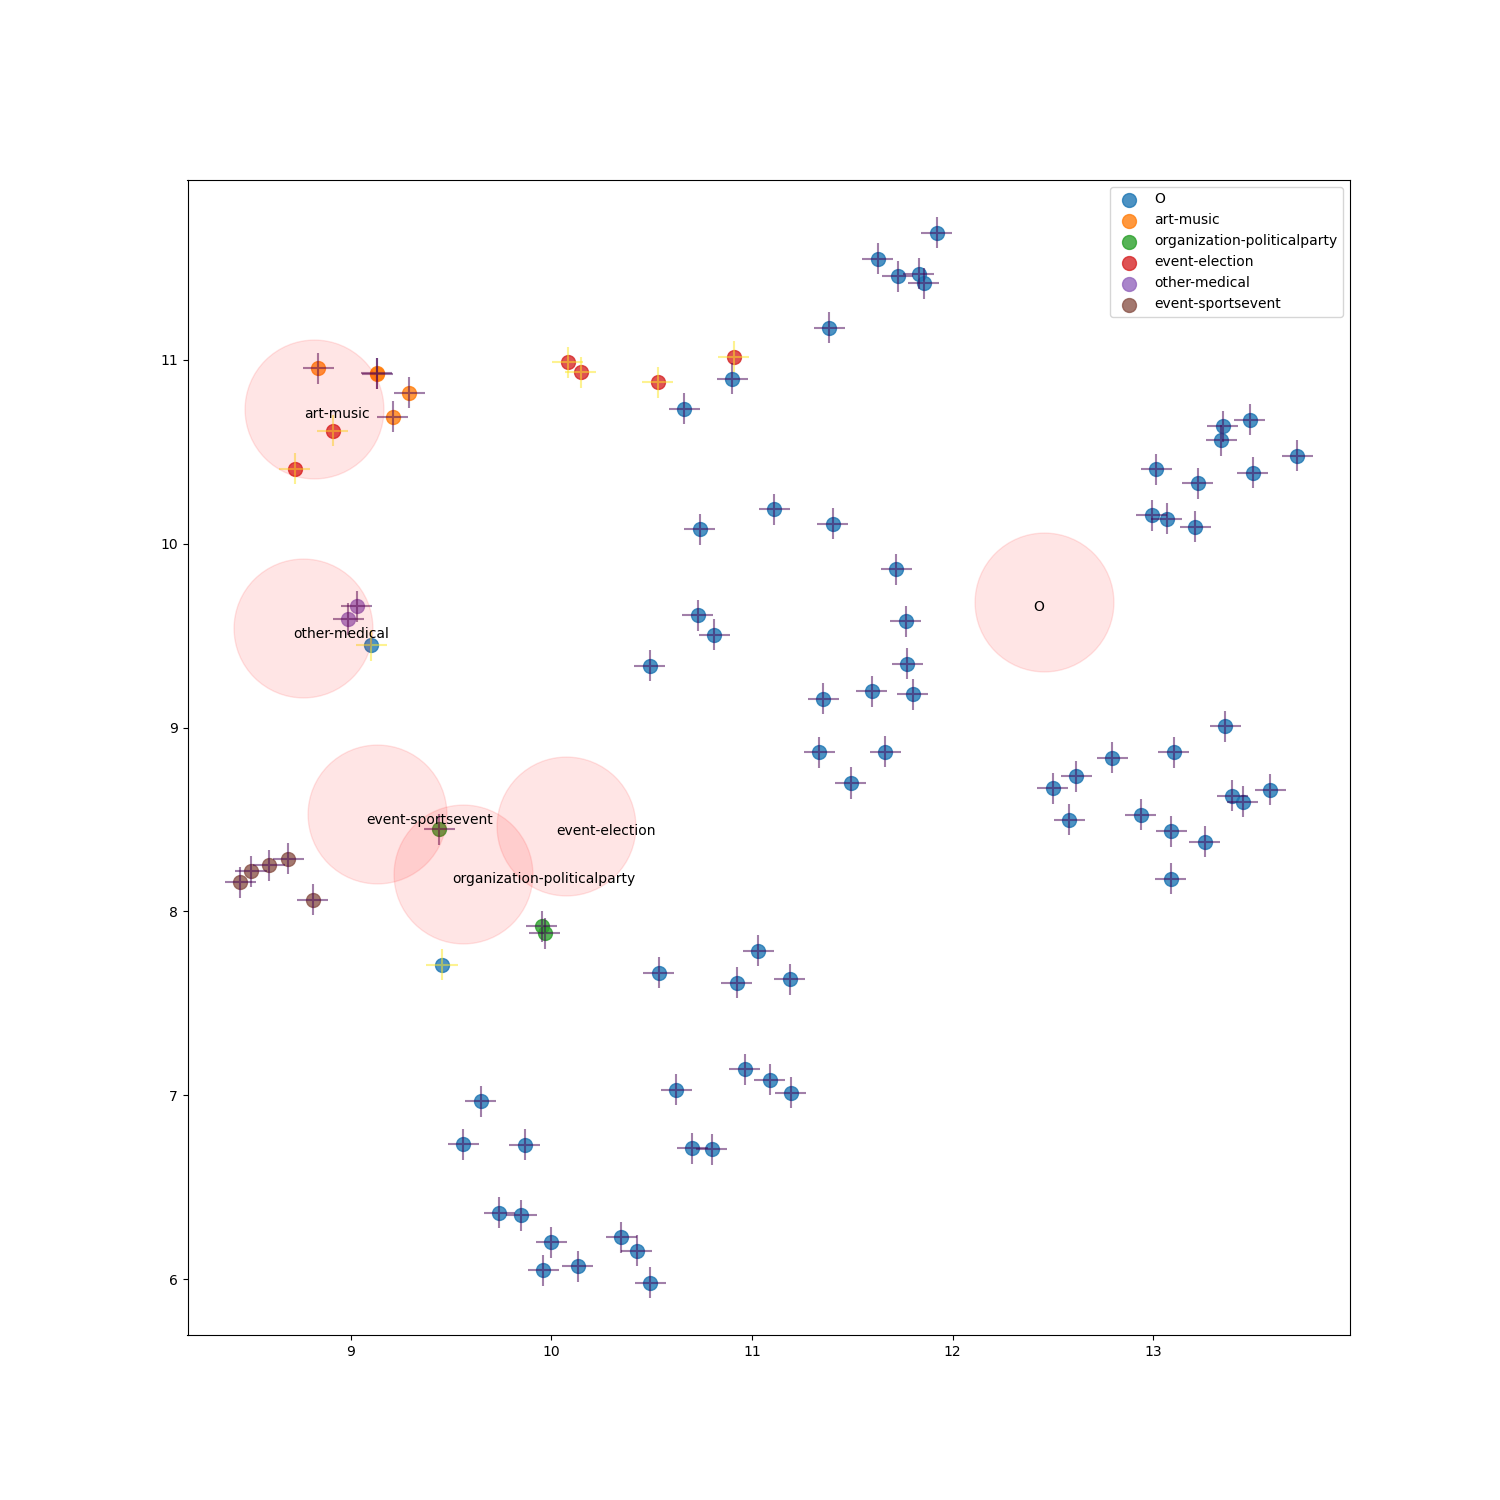 O
art-music
organization-politicalparty
event-election
other-medical
event-sportsevent
11
art-music
10
O
other-medical
9
event-sportsevent
event-election
organization-politicalparty
8
7
6
9 10 11 12 13